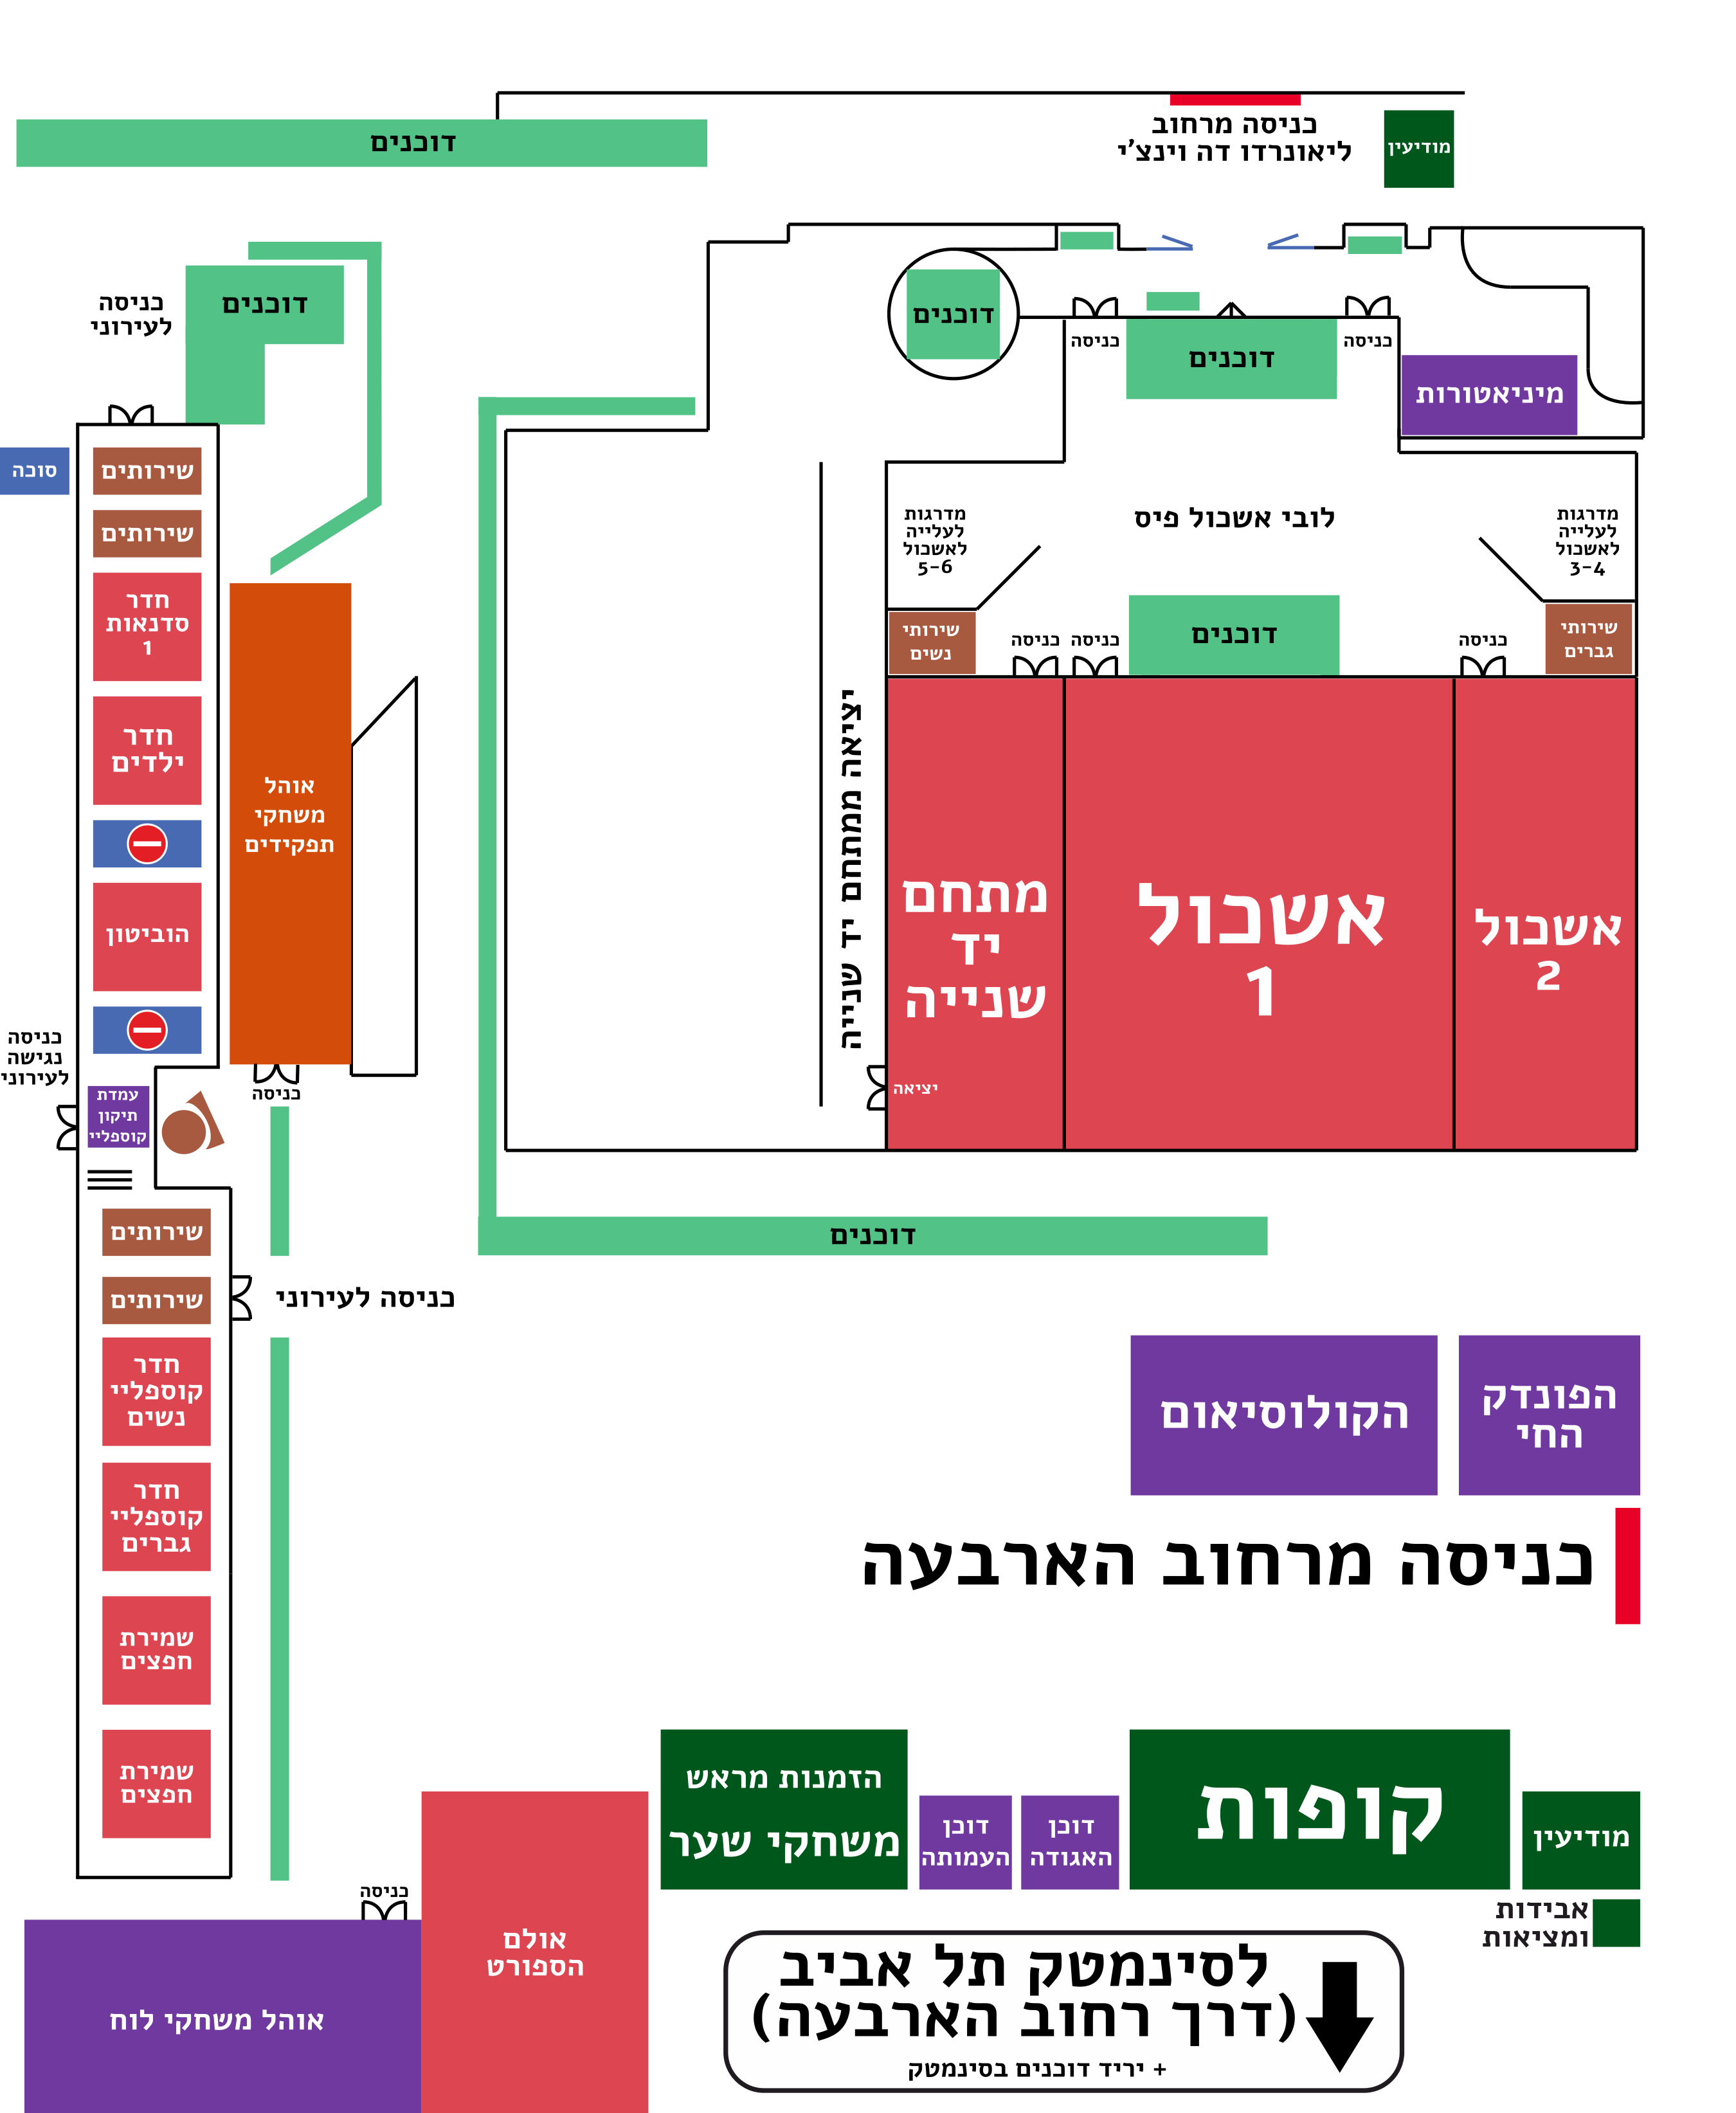 כניסה מרחוב
ליאונרדו דה וינצ'י
מודיעין
דוכנים
דוכנים
כניסה
לעירוני
דוכנים
כניסה
דוכנים
כניסה
מיניאטורות
סוכה
שירותים
שירותים
חדר
סדנאות
1
חדר
ילדים
הוביטון
אוהל
משחקי
תפקידים
כניסה
כניסה
נגישה
לעירוני
עמדת
תיקון
קוספליי
מדרגות
לעלייה
לאשכול
3-4
לובי אשכול פיס
מדרגות
לעלייה
לאשכול
5-6
שירותי
גברים
כניסה
דוכנים
כניסה
כניסה
שירותי
נשים
אשכול
2
אשכול
1
מתחם
יד
שנייה
יציאה
יציאה ממתחם יד שנייה
דוכנים
שירותים
שירותים
כניסה לעירוני
חדר
קוספליי
נשים
חדר
קוספליי
גברים
שמירת
חפצים
שמירת
חפצים
הפונדק
החי
הקולוסיאום
כניסה מרחוב הארבעה
מודיעין
אבידות
ומציאות
קופות
דוכן
האגודה
דוכן
העמותה
הזמנות מראש
משחקי שער
כניסה
אולם
הספורט
אוהל משחקי לוח
לסינמטק תל אביב
(דרך רחוב הארבעה)
+ יריד דוכנים בסינמטק